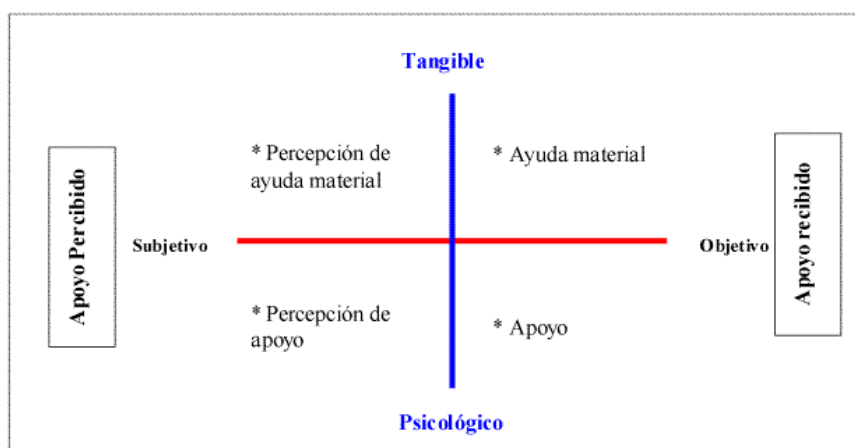 Tangible
* Percepción de
ayuda material
* Ayuda material
Apoyo Percibido
Subjetivo
Objetivo
Apoyo recibido
* Percepción de
apoyo
* Apoyo
Psicológico